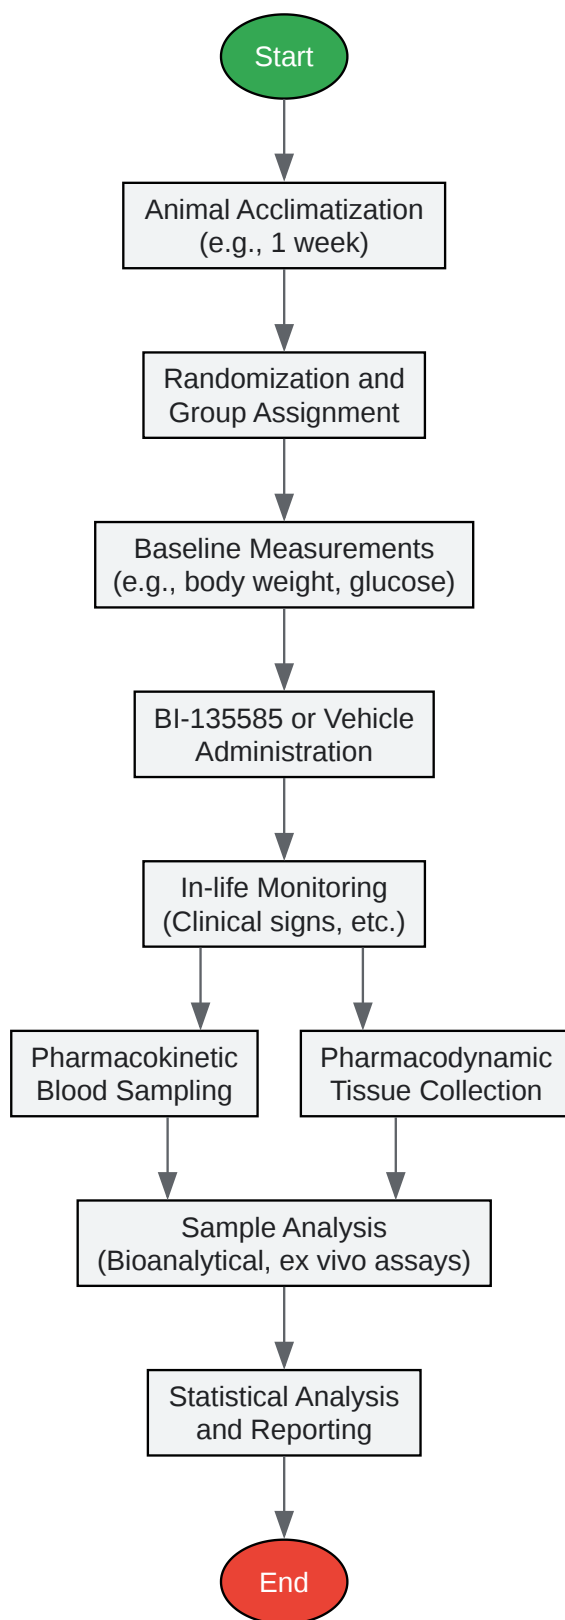 Start
Animal Acclimatization
(e.g., 1 week)
Randomization and
Group Assignment
Baseline Measurements
(e.g., body weight, glucose)
BI-135585 or Vehicle
Administration
In-life Monitoring
(Clinical signs, etc.)
Pharmacokinetic
Blood Sampling
Pharmacodynamic
Tissue Collection
Sample Analysis
(Bioanalytical, ex vivo assays)
Statistical Analysis
and Reporting
End